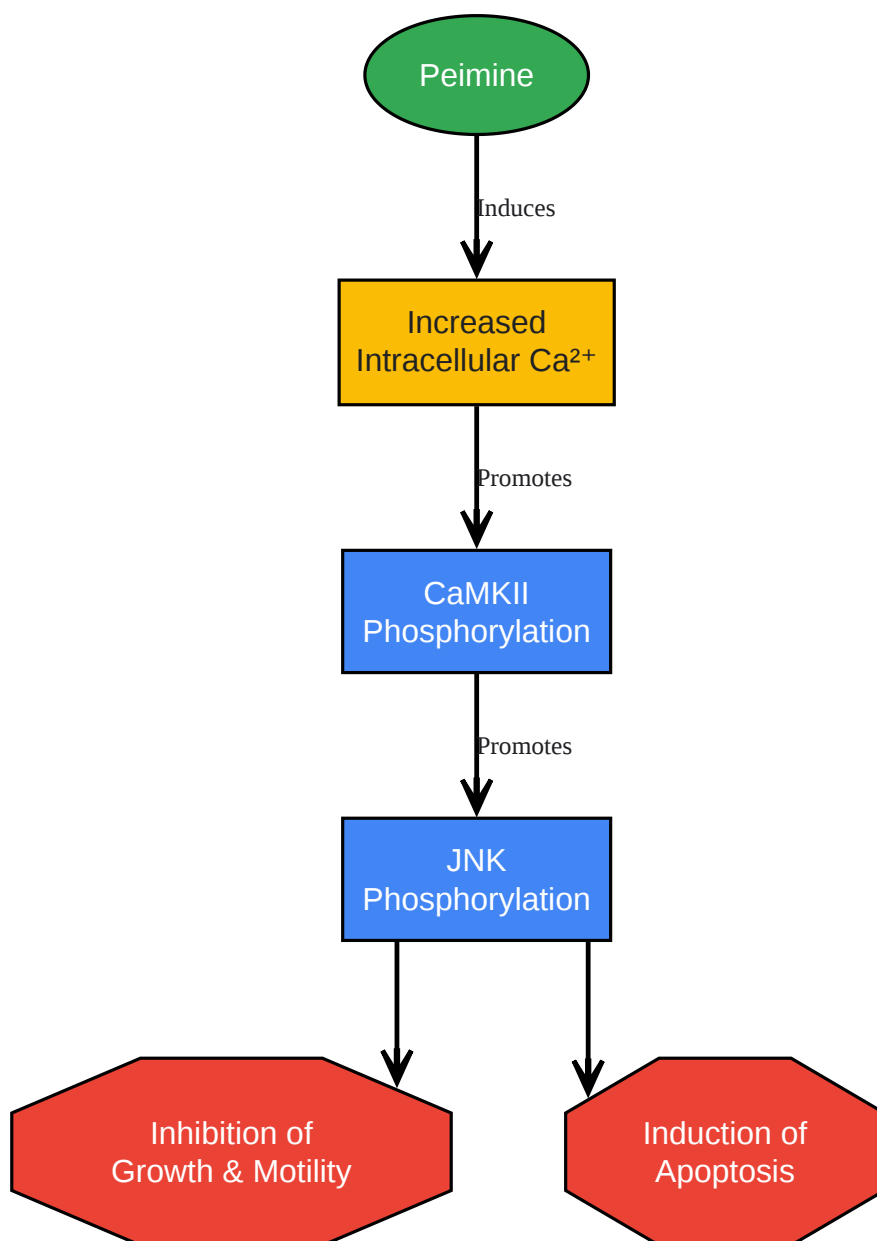 Peimine
Induces
Increased
Intracellular Ca²⁺
Promotes
CaMKII
Phosphorylation
Promotes
JNK
Phosphorylation
Inhibition of
Growth & Motility
Induction of
Apoptosis